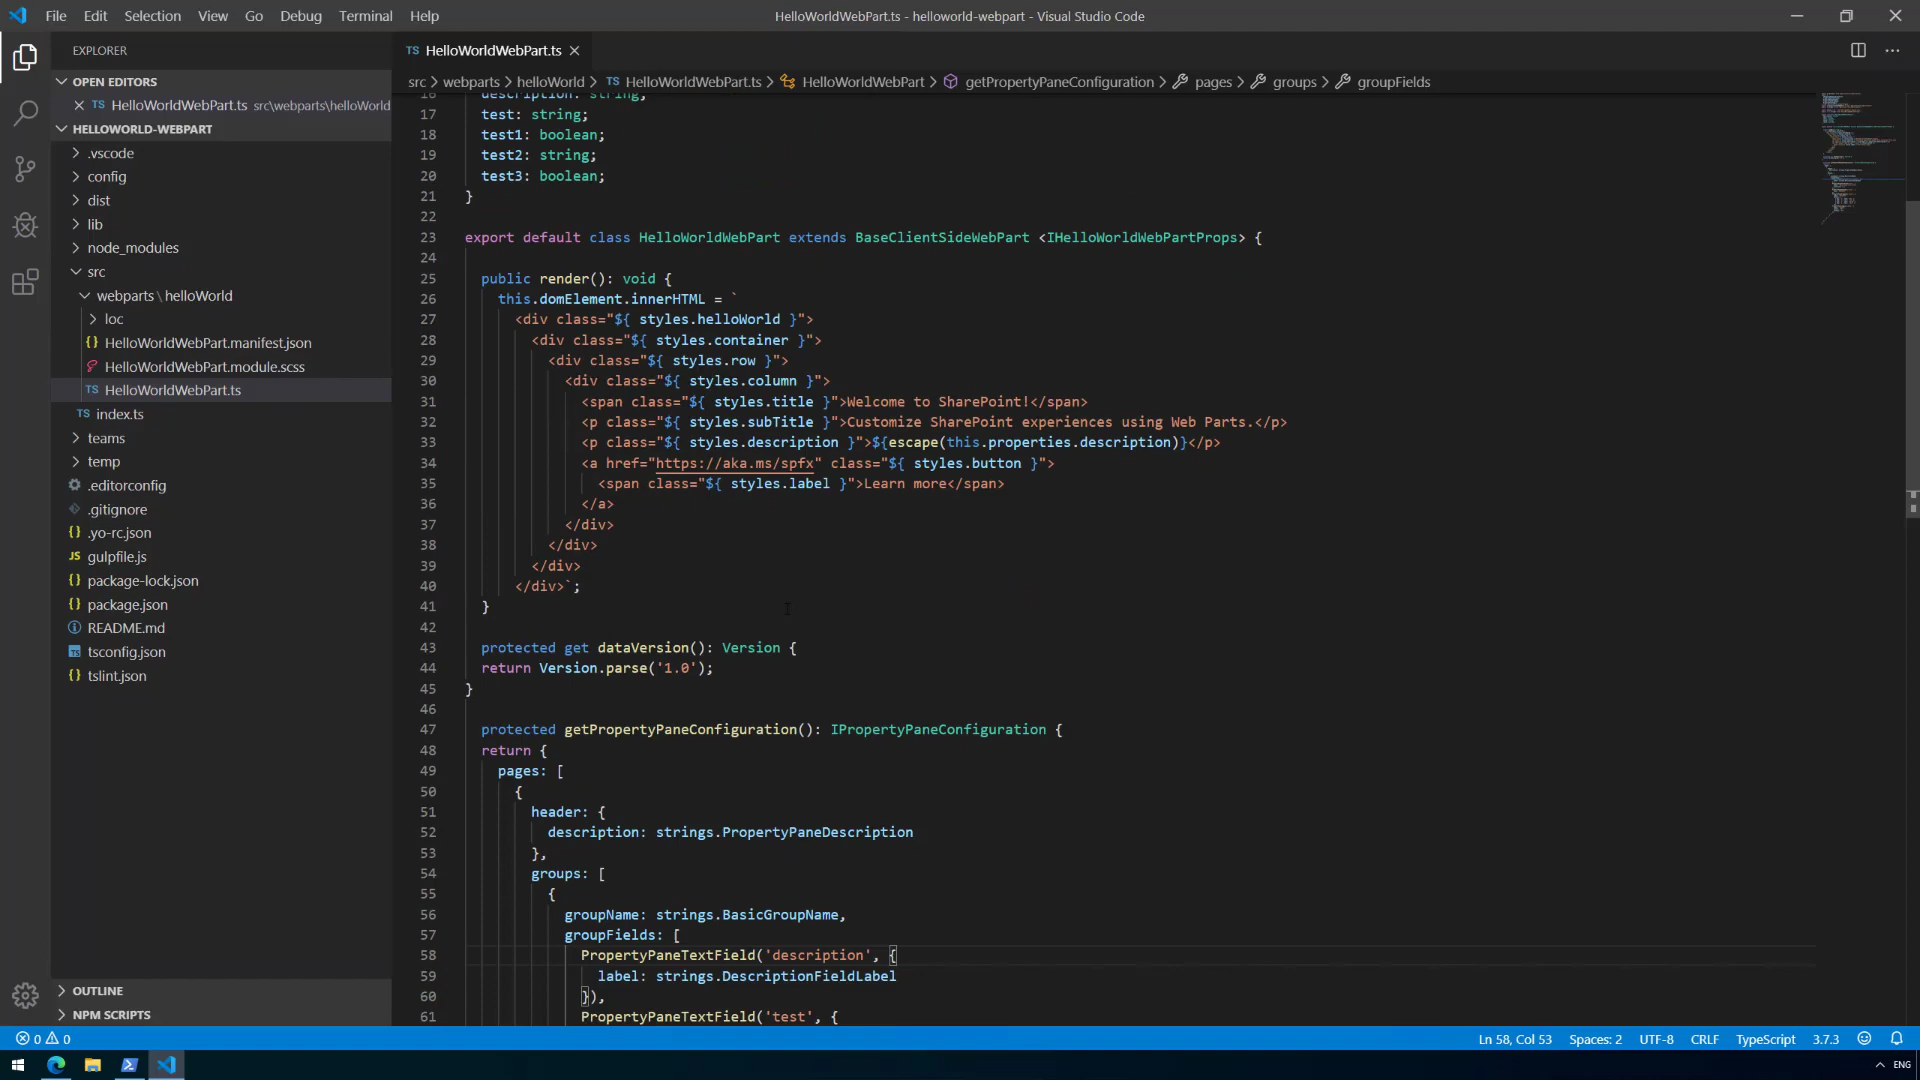 File Edit Selection View Go Debug Terminal Help
HelloWorldWebPart.ts - helloworld-webpart - Visual Studio Code
EXPLORER
OPEN EDITORS
TS HelloWorldWebPart.ts src\webparts\helloWorld
HELLOWORLD-WEBPART
.vscode
config
dist
lib
node_modules
src
webparts \ helloWorld
loc
{} HelloWorldWebPart.manifest.json
HelloWorldWebPart.module.scss
TS HelloWorldWebPart.ts
TS index.ts
teams
temp
.editorconfig
.gitignore
{} .yo-rc.json
JS gulpfile.js
{} package-lock.json
{} package.json
README.md
TS tsconfig.json
{} tslint.json
OUTLINE
NPM SCRIPTS
TS HelloWorldWebPart.ts
src > webparts > helloWorld > TS HelloWorldWebPart.ts > HelloWorldWebPart > getPropertyPaneConfiguration > pages > groups > groupFields
16 description: string;
17 test: string;
18 test1: boolean;
19 test2: string;
20 test3: boolean;
21 }
22
23 export default class HelloWorldWebPart extends BaseClientSideWebPart <IHelloWorldWebPartProps> {
24
25 public render(): void {
26 this.domElement.innerHTML = `
27 <div class="${ styles.helloWorld }">
28 <div class="${ styles.container }">
29 <div class="${ styles.row }">
30 <div class="${ styles.column }">
31 <span class="${ styles.title }">Welcome to SharePoint!</span>
32 <p class="${ styles.subTitle }">Customize SharePoint experiences using Web Parts.</p>
33 <p class="${ styles.description }">${escape(this.properties.description)}</p>
34 <a href="https://aka.ms/spfx" class="${ styles.button }">
35 <span class="${ styles.label }">Learn more</span>
36 </a>
37 </div>
38 </div>
39 </div>
40 </div>`;
41 }
42
43 protected get dataVersion(): Version {
44 return Version.parse('1.0');
45 }
46
47 protected getPropertyPaneConfiguration(): IPropertyPaneConfiguration {
48 return {
49 pages: [
50 {
51 header: {
52 description: strings.PropertyPaneDescription
53 },
54 groups: [
55 {
56 groupName: strings.BasicGroupName,
57 groupFields: [
58 PropertyPaneTextField('description', {
59 label: strings.DescriptionFieldLabel
60 }),
61 PropertyPaneTextField('test', {
0 0
Ln 58, Col 53 Spaces: 2 UTF-8 CRLF TypeScript 3.7.3
ENG